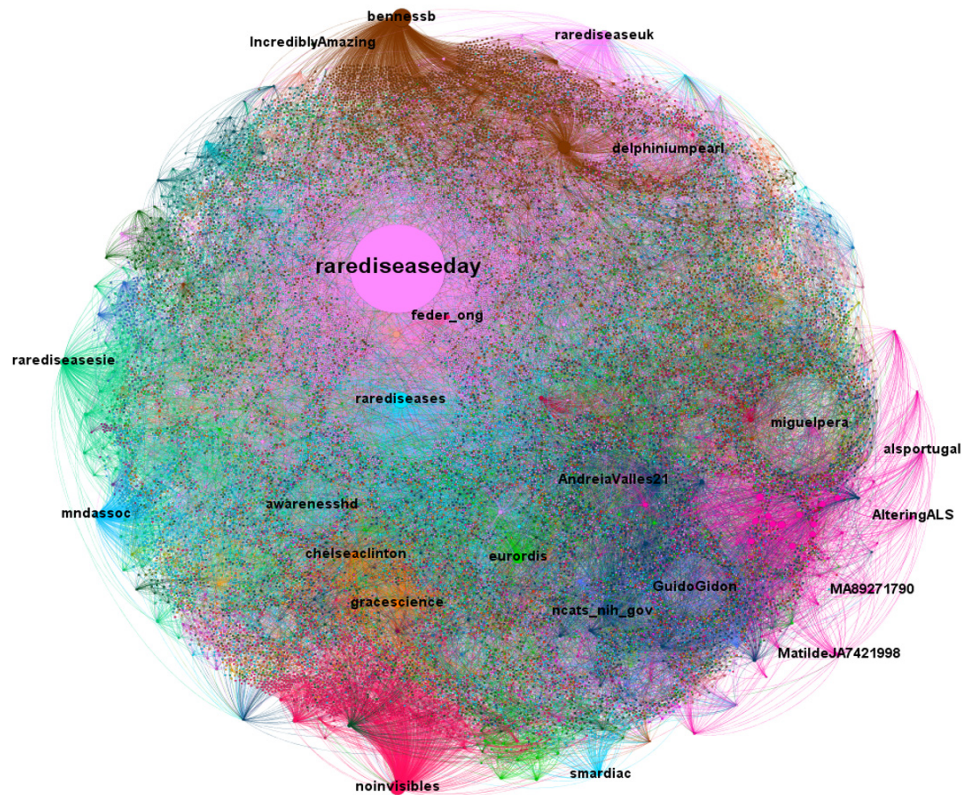 bennessb
IncrediblyAmazing
rarediseaseuk
delphiniumpearl
rarediseaseday
feder_ong
rarediseasesie
rarediseases
miguelpera
alsportugal
AndreiaValles21
awarenesshd
mndassoc
AlteringALS
chelseaclinton
eurordis
GuidoGidon
MA89271790
gracescience
ncats_nih_gov
MatildeJA7421998
smardiac
noinvisibles